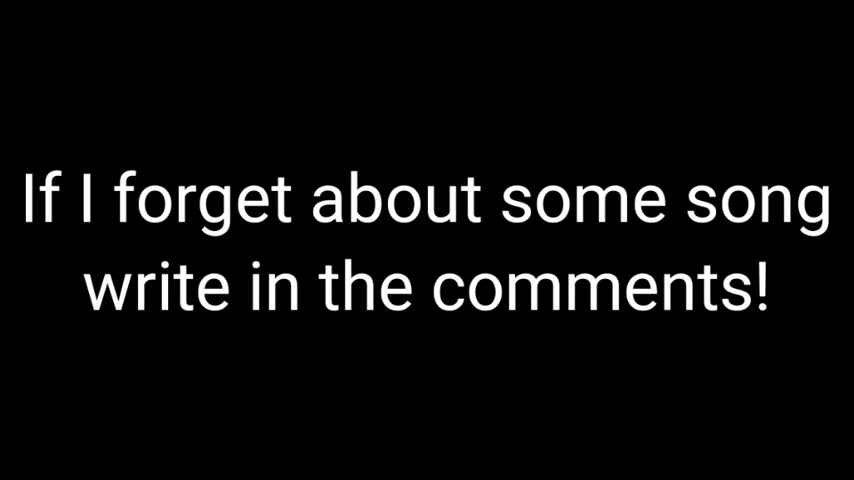 If I forget about some song
write in the comments!